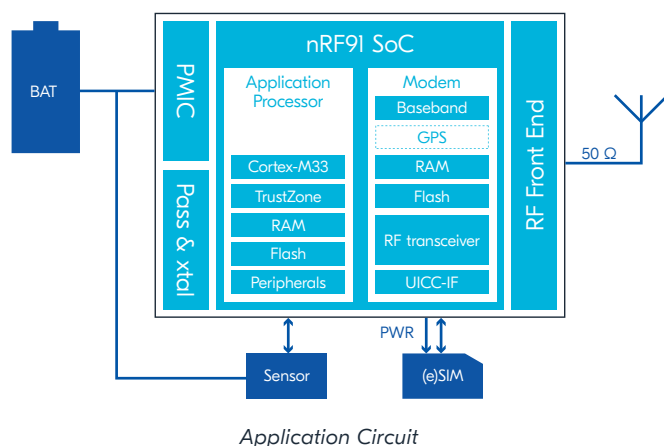 BAT
PMIC
Pass & xtal
nRF91 SoC
Application
Processor
Cortex-M33
TrustZone
RAM
Flash
Peripherals
Modem
Baseband
GPS
RAM
Flash
RF transceiver
UICC-IF
RF Front End
50 Ω
PWR
Sensor
(e)SIM
Application Circuit